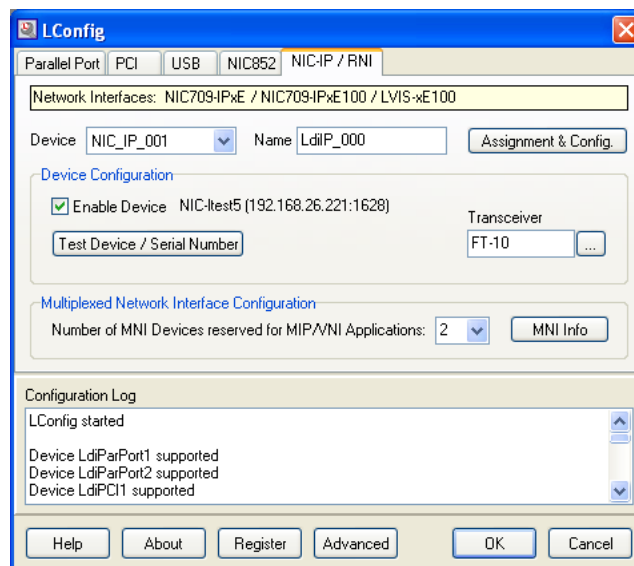 LConfig
Parallel Port PCI USB NIC852 NIC-IP / RNI
Network Interfaces: NIC709-IPxE / NIC709-IPxE100 / LVIS-xE100
Device NIC_IP_001 Name LdiIP_000 Assignment & Config.
Device Configuration
Enable Device NIC-ltest5 (192.168.26.221:1628)
Transceiver
Test Device / Serial Number FT-10 ...
Multiplexed Network Interface Configuration
Number of MNI Devices reserved for MIP/VNI Applications: 2 MNI Info
Configuration Log
LConfig started
Device LdiParPort1 supported
Device LdiParPort2 supported
Device LdiPCI1 supported
Help About Register Advanced OK Cancel